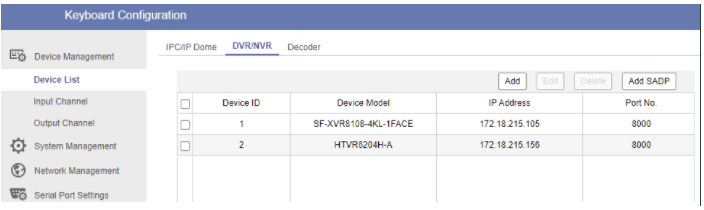 Keyboard Configuration
IPC/IP Dome DVR/NVR Decoder
Device Management
Device List
Input Channel
Output Channel
System Management
Network Management
Serial Port Settings
Add Edit Delete Add SADP
Device ID Device Model IP Address Port No.
1 SF-XVR8108-4KL-1FACE 172.18.215.105 8000
2 HTVR6204H-A 172.18.215.156 8000